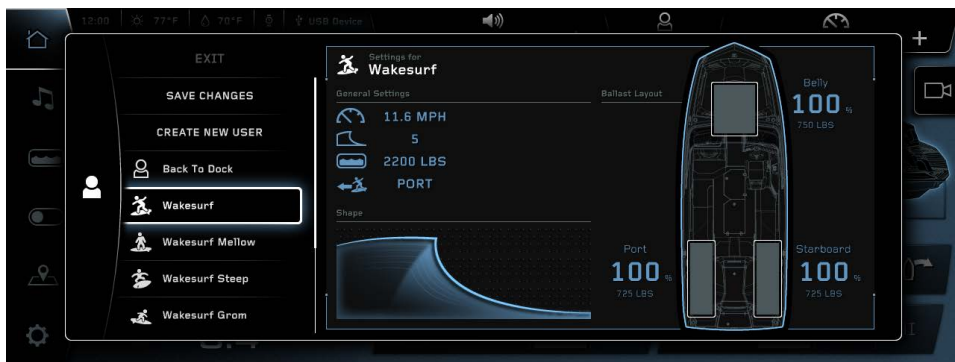 12:00 77°F 70°F USB Device
EXIT
SAVE CHANGES
CREATE NEW USER
Back To Dock
Wakesurf
Wakesurf Mellow
Wakesurf Steep
Wakesurf Grom
Settings for
Wakesurf
General Settings
11.6 MPH
5
2200 LBS
PORT
Shape
Ballast Layout
Belly
100 %
750 LBS
Port
100 %
725 LBS
Starboard
100 %
725 LBS